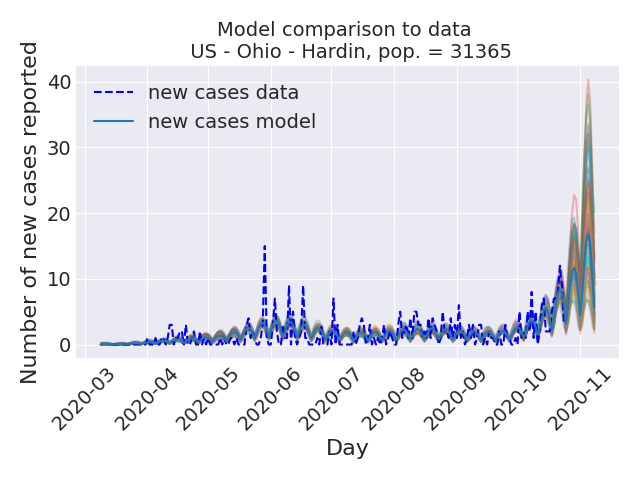 Model comparison to data
US - Ohio - Hardin, pop. = 31365
Number of new cases reported
40
30
20
10
0
new cases data
new cases model
2020-03
2020-04
2020-05
2020-06
2020-07
2020-08
2020-09
2020-10
2020-11
Day